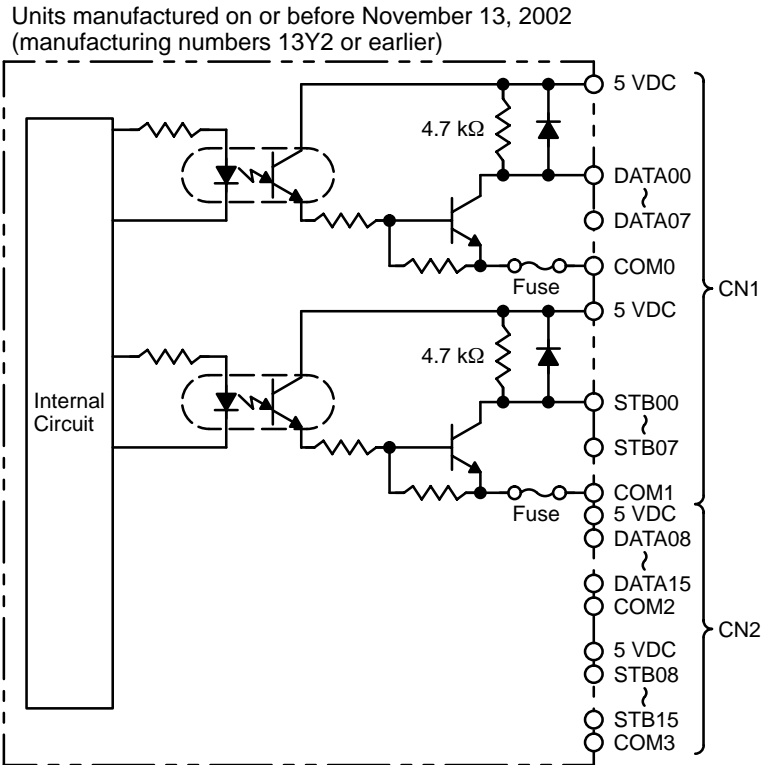 Units manufactured on or before November 13, 2002
(manufacturing numbers 13Y2 or earlier)
5 VDC
4.7 kΩ
DATA00
~
DATA07
COM0
Fuse
CN1
5 VDC
4.7 kΩ
Internal
Circuit
STB00
~
STB07
COM1
Fuse
5 VDC
DATA08
~
DATA15
COM2
CN2
5 VDC
STB08
~
STB15
COM3